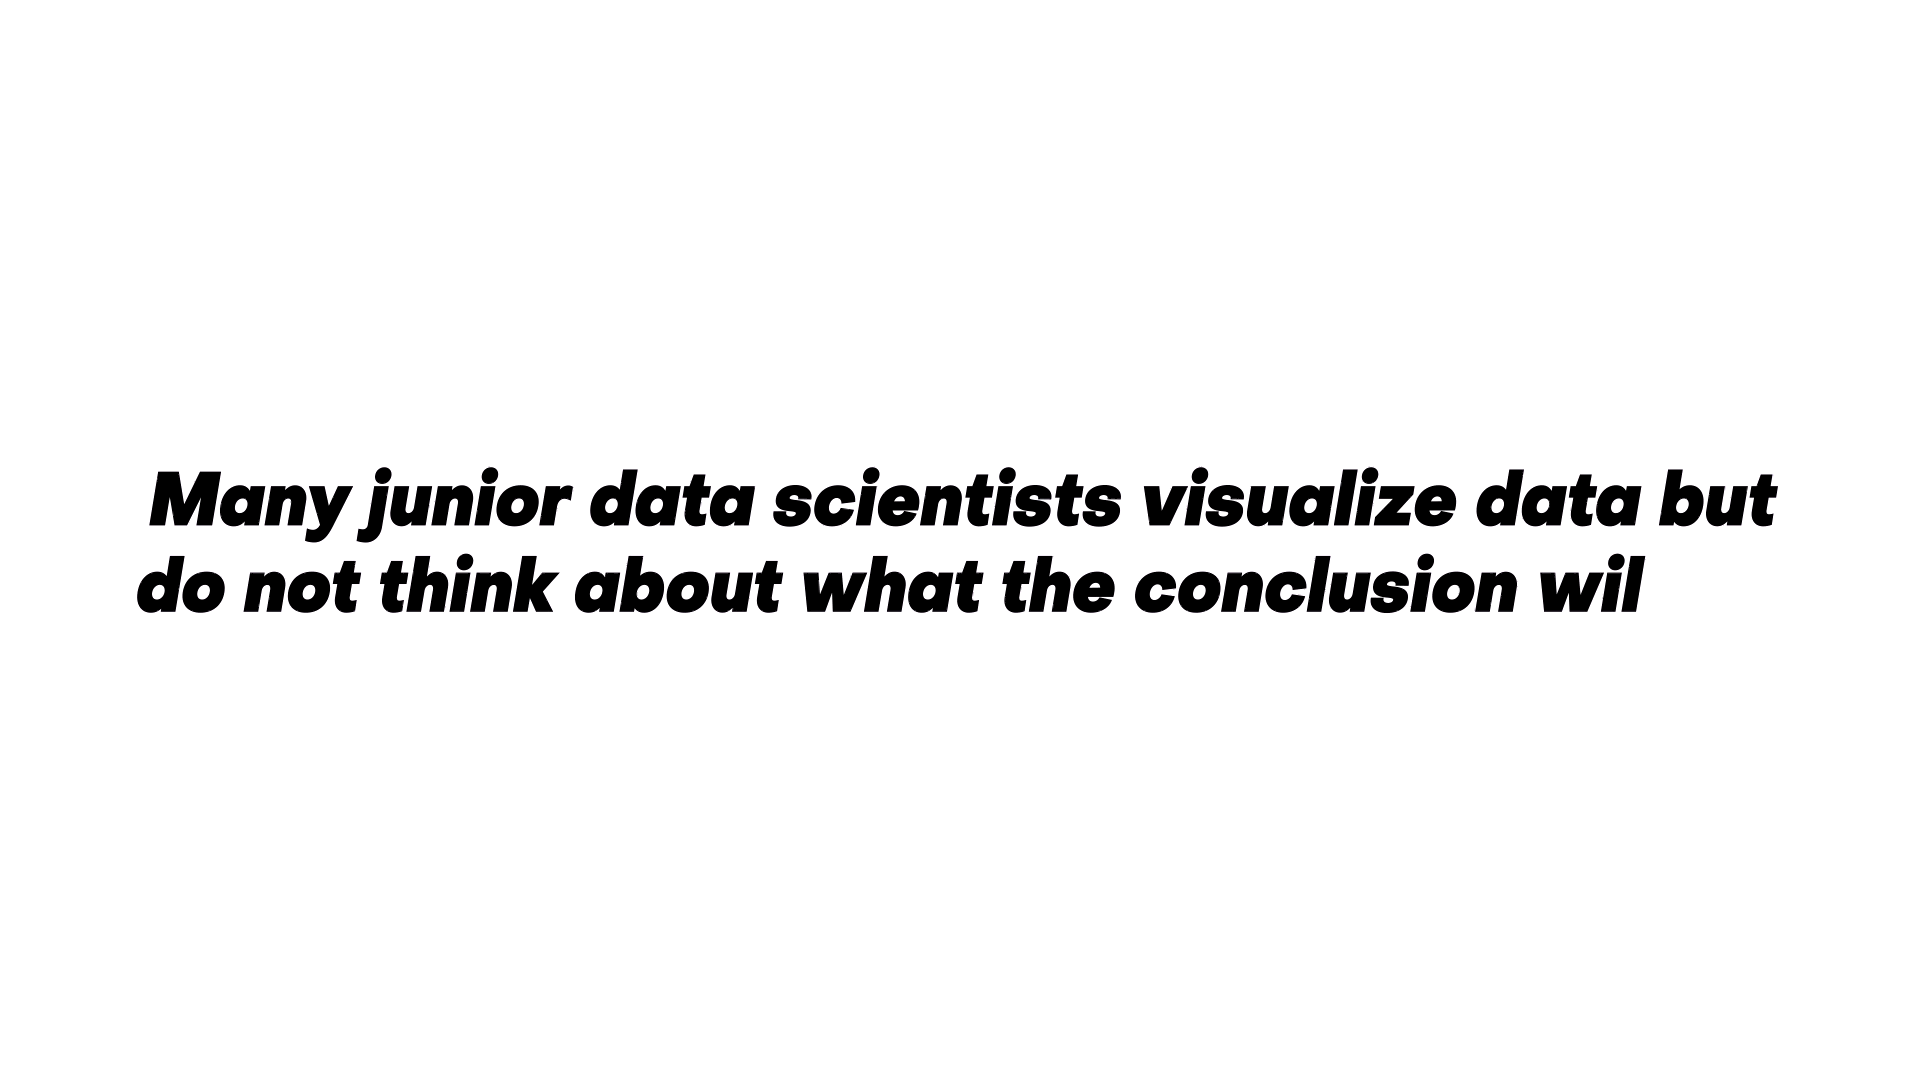 Many junior data scientists visualize data but
do not think about what the conclusion wil